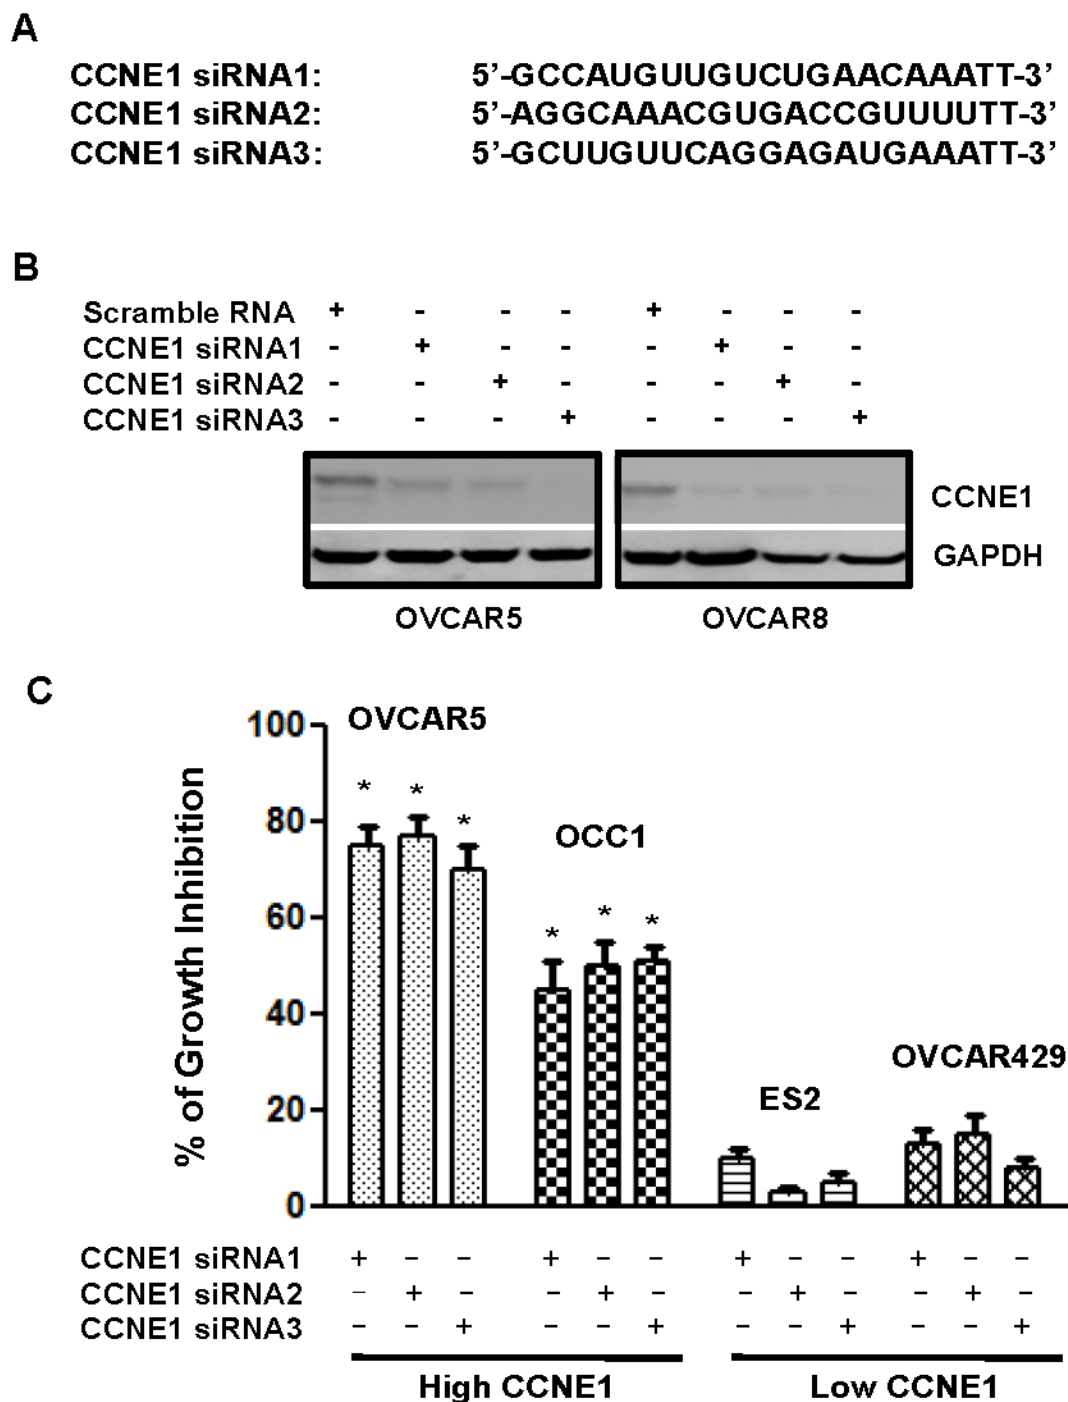 A
CCNE1 siRNA1: 5’-GCCAUGUUGUCUGAACAAATT-3’
CCNE1 siRNA2: 5’-AGGCAAACGUGACCGUUUUTT-3’
CCNE1 siRNA3: 5’-GCUUGUUCAGGAGAUGAAATT-3’
B
Scramble RNA + - - - + - - -
CCNE1 siRNA1 - + - - - + - -
CCNE1 siRNA2 - - + - - - + -
CCNE1 siRNA3 - - - + - - - +
CCNE1
GAPDH
OVCAR5 OVCAR8
C
% of Growth Inhibition
100
80
60
40
20
0
OVCAR5
* * *
OCC1
* * *
ES2
OVCAR429
CCNE1 siRNA1 + - - + - - + - - + - -
CCNE1 siRNA2 - + - - + - - + - - + -
CCNE1 siRNA3 - - + - - + - - + - - +
High CCNE1 Low CCNE1